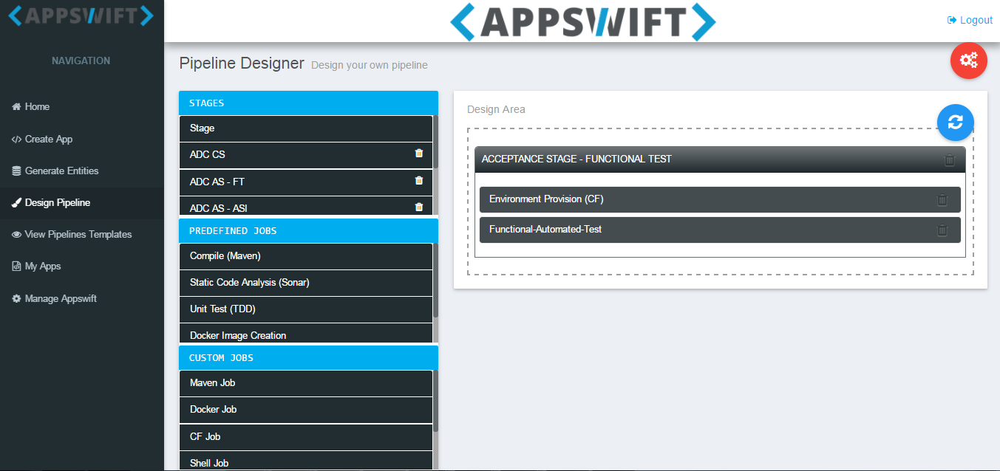 APPSWIFT
APPSWIFT
Logout
NAVIGATION
Home
Create App
Generate Entities
Design Pipeline
View Pipelines Templates
My Apps
Manage Appswift
Pipeline Designer Design your own pipeline
STAGES
Stage
ADC CS
ADC AS - FT
ADC AS - ASI
PREDEFINED JOBS
Compile (Maven)
Static Code Analysis (Sonar)
Unit Test (TDD)
Docker Image Creation
CUSTOM JOBS
Maven Job
Docker Job
CF Job
Shell Job
Design Area
ACCEPTANCE STAGE - FUNCTIONAL TEST
Environment Provision (CF)
Functional-Automated-Test